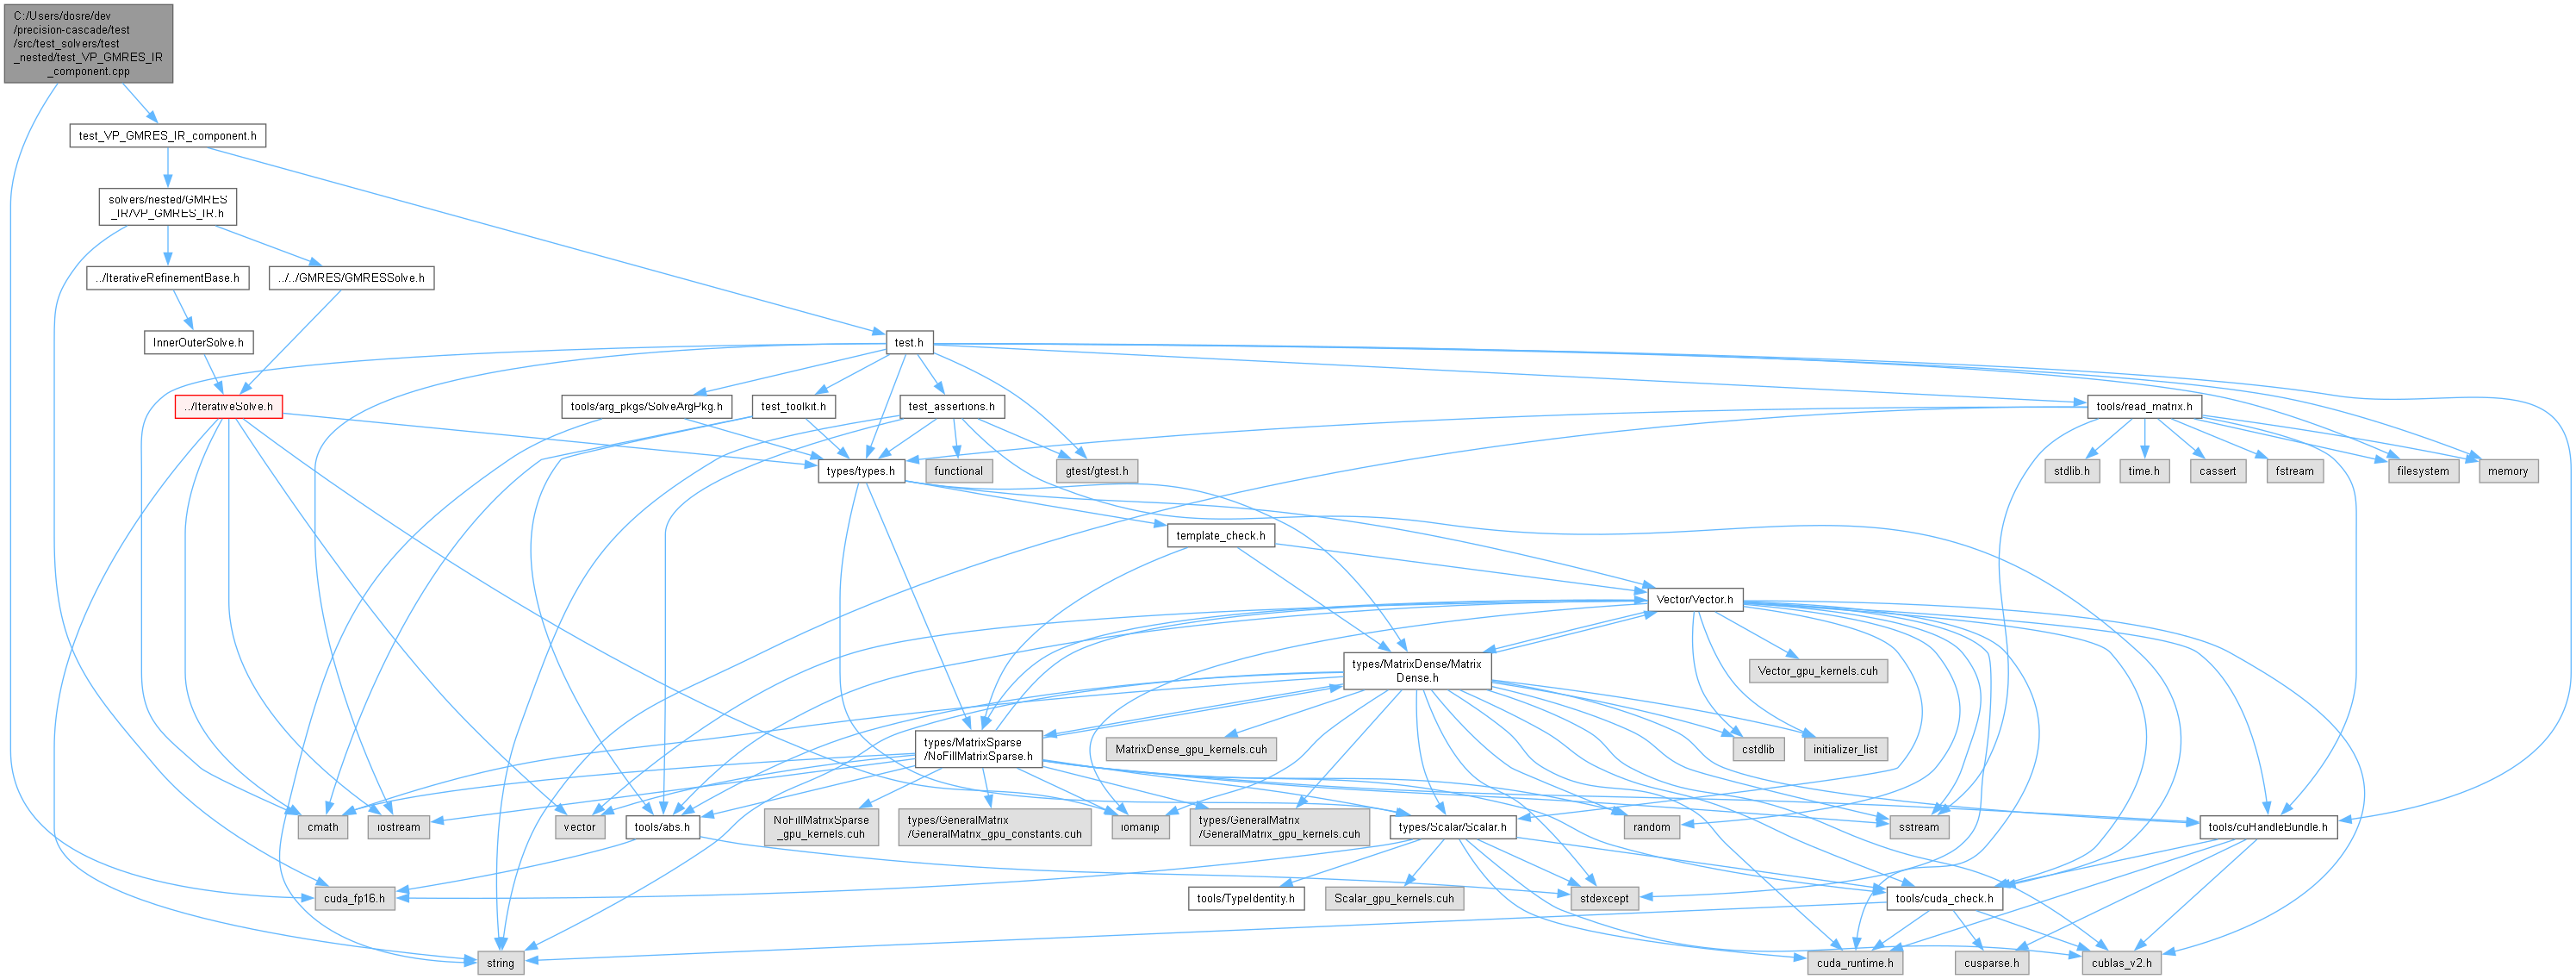 C:/Users/dosre/dev
/precision-cascade/test
/src/test_solvers/test
_nested/test_VP_GMRES_IR
_component.cpp
test_VP_GMRES_IR_component.h
solvers/nested/GMRES
_IR/VP_GMRES_IR.h
../IterativeRefinementBase.h
../../GMRES/GMRESSolve.h
InnerOuterSolve.h
test.h
../IterativeSolve.h
tools/arg_pkgs/SolveArgPkg.h
test_toolkit.h
test_assertions.h
tools/read_matrix.h
types/types.h
functional
gtest/gtest.h
stdlib.h
time.h
cassert
fstream
filesystem
memory
template_check.h
Vector/Vector.h
types/MatrixDense/Matrix
Dense.h
Vector_gpu_kernels.cuh
types/MatrixSparse
/NoFillMatrixSparse.h
MatrixDense_gpu_kernels.cuh
cstdlib
initializer_list
cmath
iostream
vector
tools/abs.h
NoFillMatrixSparse
_gpu_kernels.cuh
types/GeneralMatrix
/GeneralMatrix_gpu_constants.cuh
iomanip
types/GeneralMatrix
/GeneralMatrix_gpu_kernels.cuh
types/Scalar/Scalar.h
random
sstream
tools/cuHandleBundle.h
cuda_fp16.h
tools/TypeIdentity.h
Scalar_gpu_kernels.cuh
stdexcept
tools/cuda_check.h
string
cuda_runtime.h
cusparse.h
cublas_v2.h